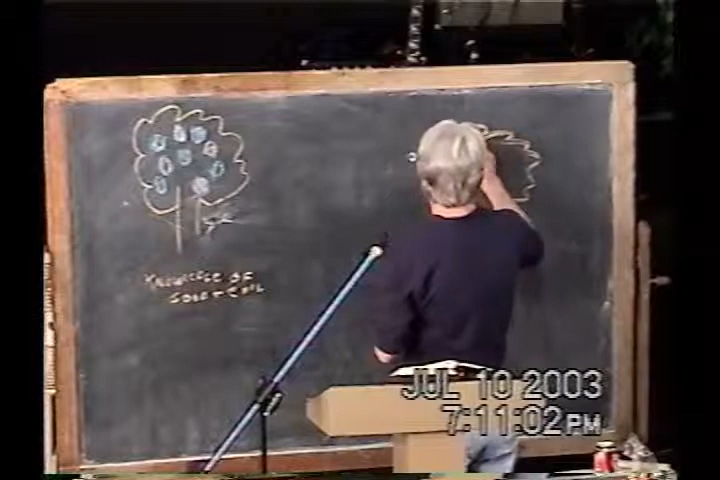 KNOWLEDGE OF
GOOD + EVIL
JUL 10 2003
7:11:02 PM